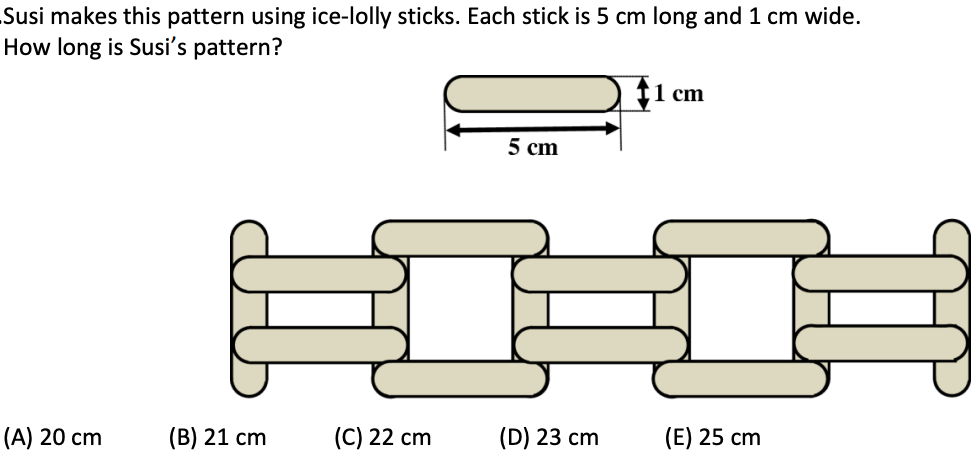 .Susi makes this pattern using ice-lolly sticks. Each stick is 5 cm long and 1 cm wide.
How long is Susi's pattern?
1 cm
5 cm
(A) 20 cm (B) 21 cm (C) 22 cm (D) 23 cm (E) 25 cm